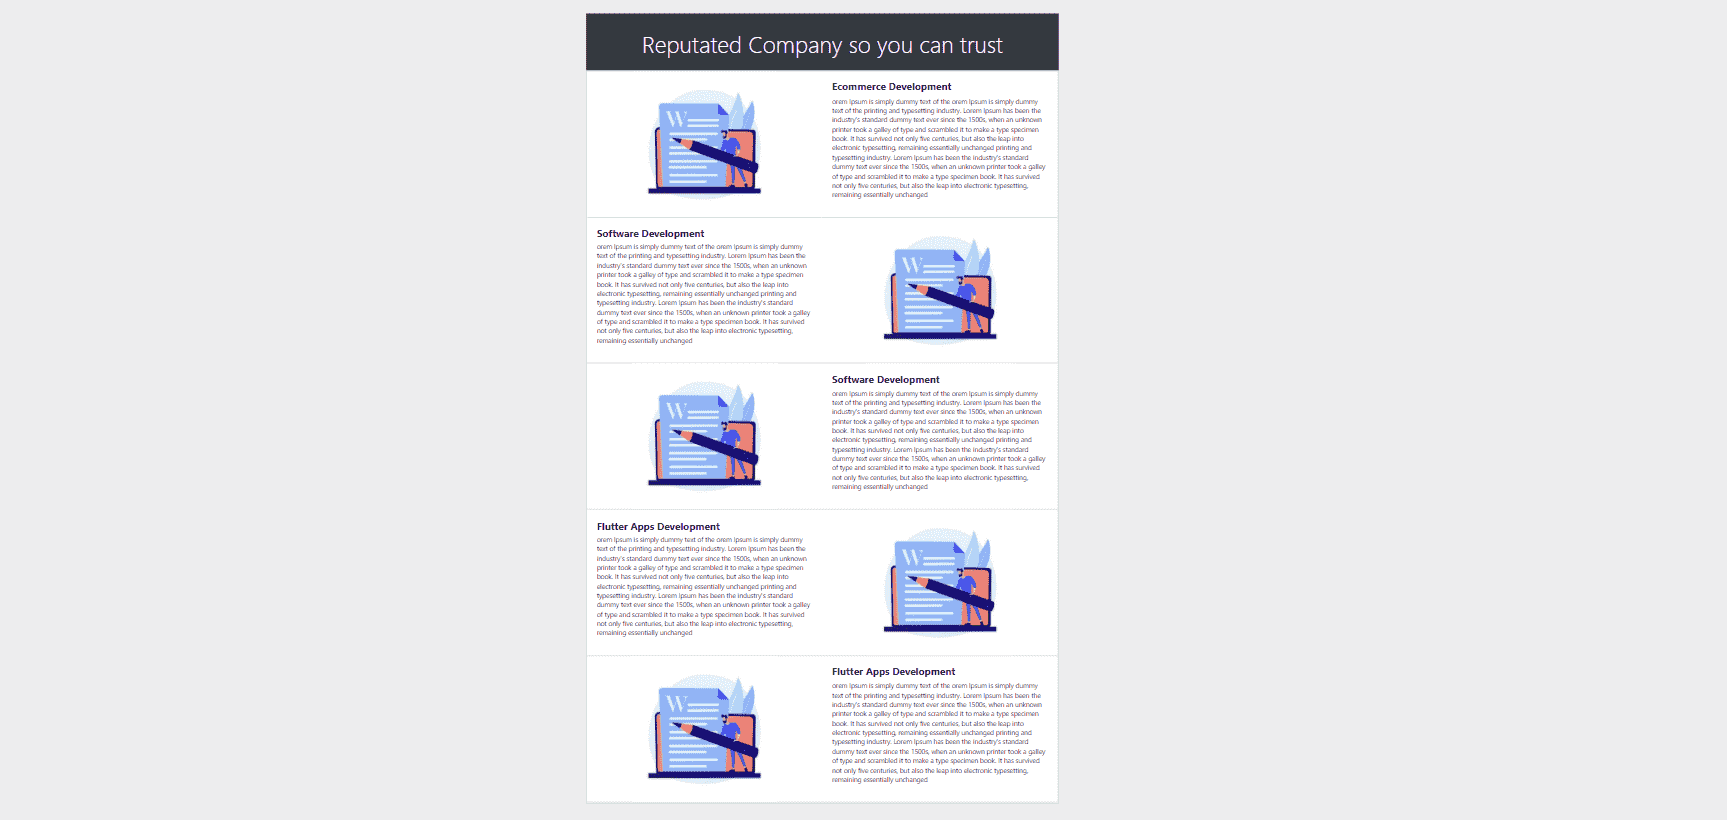 Reputated Company so you can trust
W
Ecommerce Development
orem Ipsum is simply dummy text of the orem Ipsum is simply dummy
text of the printing and typesetting industry. Lorem Ipsum has been the
industry's standard dummy text ever since the 1500s, when an unknown
printer took a galley of type and scrambled it to make a type specimen
book. It has survived not only five centuries, but also the leap into
electronic typesetting, remaining essentially unchanged printing and
typesetting industry. Lorem Ipsum has been the industry's standard
dummy text ever since the 1500s, when an unknown printer took a galley
of type and scrambled it to make a type specimen book. It has survived
not only five centuries, but also the leap into electronic typesetting,
remaining essentially unchanged
Software Development
orem Ipsum is simply dummy text of the orem Ipsum is simply dummy
text of the printing and typesetting industry. Lorem Ipsum has been the
industry's standard dummy text ever since the 1500s, when an unknown
printer took a galley of type and scrambled it to make a type specimen
book. It has survived not only five centuries, but also the leap into
electronic typesetting, remaining essentially unchanged printing and
typesetting industry. Lorem Ipsum has been the industry's standard
dummy text ever since the 1500s, when an unknown printer took a galley
of type and scrambled it to make a type specimen book. It has survived
not only five centuries, but also the leap into electronic typesetting,
remaining essentially unchanged
W
W
Software Development
orem Ipsum is simply dummy text of the orem Ipsum is simply dummy
text of the printing and typesetting industry. Lorem Ipsum has been the
industry's standard dummy text ever since the 1500s, when an unknown
printer took a galley of type and scrambled it to make a type specimen
book. It has survived not only five centuries, but also the leap into
electronic typesetting, remaining essentially unchanged printing and
typesetting industry. Lorem Ipsum has been the industry's standard
dummy text ever since the 1500s, when an unknown printer took a galley
of type and scrambled it to make a type specimen book. It has survived
not only five centuries, but also the leap into electronic typesetting,
remaining essentially unchanged
Flutter Apps Development
orem Ipsum is simply dummy text of the orem Ipsum is simply dummy
text of the printing and typesetting industry. Lorem Ipsum has been the
industry's standard dummy text ever since the 1500s, when an unknown
printer took a galley of type and scrambled it to make a type specimen
book. It has survived not only five centuries, but also the leap into
electronic typesetting, remaining essentially unchanged printing and
typesetting industry. Lorem Ipsum has been the industry's standard
dummy text ever since the 1500s, when an unknown printer took a galley
of type and scrambled it to make a type specimen book. It has survived
not only five centuries, but also the leap into electronic typesetting,
remaining essentially unchanged
W
W
Flutter Apps Development
orem Ipsum is simply dummy text of the orem Ipsum is simply dummy
text of the printing and typesetting industry. Lorem Ipsum has been the
industry's standard dummy text ever since the 1500s, when an unknown
printer took a galley of type and scrambled it to make a type specimen
book. It has survived not only five centuries, but also the leap into
electronic typesetting, remaining essentially unchanged printing and
typesetting industry. Lorem Ipsum has been the industry's standard
dummy text ever since the 1500s, when an unknown printer took a galley
of type and scrambled it to make a type specimen book. It has survived
not only five centuries, but also the leap into electronic typesetting,
remaining essentially unchanged